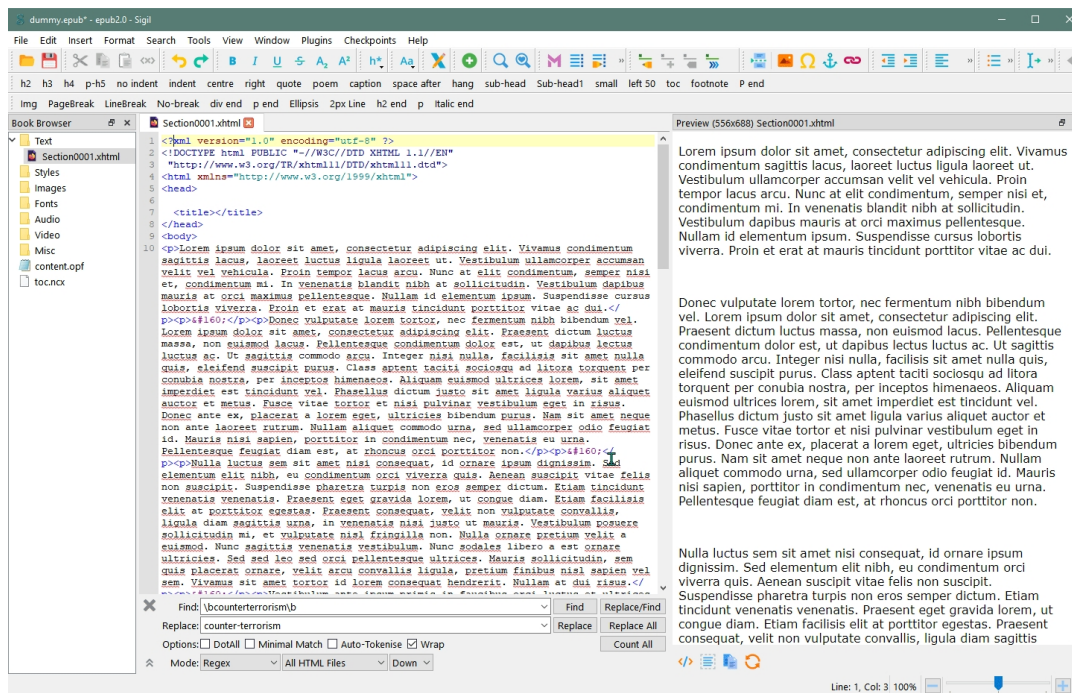 dummy.epub* - epub2.0 - Sigil
File Edit Insert Format Search Tools View Window Plugins Checkpoints Help
h2 h3 h4 p-h5 no indent indent centre right quote poem caption space after hang sub-head Sub-head1 small left 50 toc footnote P end
Img PageBreak LineBreak No-break div end p end Ellipsis 2px Line h2 end p Italic end
Book Browser
Text
Section0001.xhtml
Styles
Images
Fonts
Audio
Video
Misc
content.opf
toc.ncx
Section0001.xhtml
1 <?xml version="1.0" encoding="utf-8" ?>
2 <!DOCTYPE html PUBLIC "-//W3C//DTD XHTML 1.1//EN"
3 "http://www.w3.org/TR/xhtml11/DTD/xhtml11.dtd">
4 <html xmlns="http://www.w3.org/1999/xhtml">
5 <head>
6
7 <title></title>
8 </head>
9 <body>
10 <p>Lorem ipsum dolor sit amet, consectetur adipiscing elit. Vivamus condimentum
sagittis lacus, laoreet luctus ligula laoreet ut. Vestibulum ullamcorper accumsan
velit vel vehicula. Proin tempor lacus arcu. Nunc at elit condimentum, semper nisi
et, condimentum mi. In venenatis blandit nibh at sollicitudin. Vestibulum dapibus
mauris at orci maximus pellentesque. Nullam id elementum ipsum. Suspendisse cursus
lobortis viverra. Proin et erat at mauris tincidunt porttitor vitae ac dui.</
p><p>&#160;</p><p>Donec vulputate lorem tortor, nec fermentum nibh bibendum vel.
Lorem ipsum dolor sit amet, consectetur adipiscing elit. Praesent dictum luctus
massa, non euismod lacus. Pellentesque condimentum dolor est, ut dapibus lectus
luctus ac. Ut sagittis commodo arcu. Integer nisi nulla, facilisis sit amet nulla
quis, eleifend suscipit purus. Class aptent taciti sociosqu ad litora torquent per
conubia nostra, per inceptos himenaeos. Aliquam euismod ultrices lorem, sit amet
imperdiet est tincidunt vel. Phasellus dictum justo sit amet ligula varius aliquet
auctor et metus. Fusce vitae tortor et nisi pulvinar vestibulum eget in risus.
Donec ante ex, placerat a lorem eget, ultricies bibendum purus. Nam sit amet neque
non ante laoreet rutrum. Nullam aliquet commodo urna, sed ullamcorper odio feugiat
id. Mauris nisi sapien, porttitor in condimentum nec, venenatis eu urna.
Pellentesque feugiat diam est, at rhoncus orci porttitor non.</p><p>&#160;</
p><p>Nulla luctus sem sit amet nisi consequat, id ornare ipsum dignissim. Sed
elementum elit nibh, eu condimentum orci viverra quis. Aenean suscipit vitae felis
non suscipit. Suspendisse pharetra turpis non eros semper dictum. Etiam tincidunt
venenatis venenatis. Praesent eget gravida lorem, ut congue diam. Etiam facilisis
elit at porttitor egestas. Praesent consequat, velit non vulputate convallis,
ligula diam sagittis urna, in venenatis nisi justo ut mauris. Vestibulum posuere
sollicitudin mi, et vulputate nisl fringilla non. Nulla ornare pretium velit a
euismod. Nunc sagittis venenatis vestibulum. Nunc sodales libero a est ornare
ultricies. Sed sed leo sed orci pellentesque ultrices. Mauris sollicitudin, sem
quis placerat ornare, velit arcu convallis ligula, pretium finibus nisl sapien vel
sem. Vivamus sit amet tortor id lorem consequat hendrerit. Nullam at dui risus.</
Preview (556x688) Section0001.xhtml
Lorem ipsum dolor sit amet, consectetur adipiscing elit. Vivamus
condimentum sagittis lacus, laoreet luctus ligula laoreet ut.
Vestibulum ullamcorper accumsan velit vel vehicula. Proin
tempor lacus arcu. Nunc at elit condimentum, semper nisi et,
condimentum mi. In venenatis blandit nibh at sollicitudin.
Vestibulum dapibus mauris at orci maximus pellentesque.
Nullam id elementum ipsum. Suspendisse cursus lobortis
viverra. Proin et erat at mauris tincidunt porttitor vitae ac dui.
Donec vulputate lorem tortor, nec fermentum nibh bibendum
vel. Lorem ipsum dolor sit amet, consectetur adipiscing elit.
Praesent dictum luctus massa, non euismod lacus. Pellentesque
condimentum dolor est, ut dapibus lectus luctus ac. Ut sagittis
commodo arcu. Integer nisi nulla, facilisis sit amet nulla quis,
eleifend suscipit purus. Class aptent taciti sociosqu ad litora
torquent per conubia nostra, per inceptos himenaeos. Aliquam
euismod ultrices lorem, sit amet imperdiet est tincidunt vel.
Phasellus dictum justo sit amet ligula varius aliquet auctor et
metus. Fusce vitae tortor et nisi pulvinar vestibulum eget in
risus. Donec ante ex, placerat a lorem eget, ultricies bibendum
purus. Nam sit amet neque non ante laoreet rutrum. Nullam
aliquet commodo urna, sed ullamcorper odio feugiat id. Mauris
nisi sapien, porttitor in condimentum nec, venenatis eu urna.
Pellentesque feugiat diam est, at rhoncus orci porttitor non.
Nulla luctus sem sit amet nisi consequat, id ornare ipsum
dignissim. Sed elementum elit nibh, eu condimentum orci
viverra quis. Aenean suscipit vitae felis non suscipit.
Suspendisse pharetra turpis non eros semper dictum. Etiam
tincidunt venenatis venenatis. Praesent eget gravida lorem, ut
congue diam. Etiam facilisis elit at porttitor egestas. Praesent
consequat, velit non vulputate convallis, ligula diam sagittis
Find: \bcounterterrorism\b Find Replace/Find
Replace: counter-terrorism Replace Replace All
Options: DotAll Minimal Match Auto-Tokenise Wrap Count All
Mode: Regex All HTML Files Down
Line: 1, Col: 3 100%